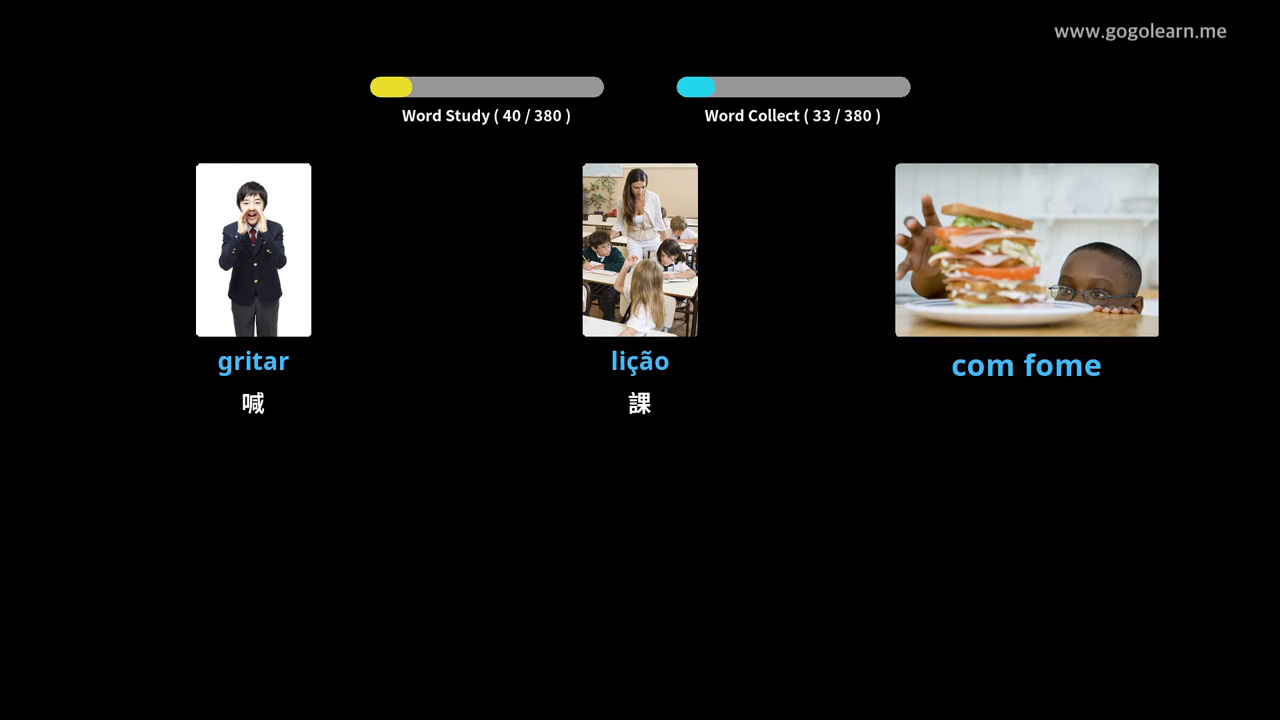 www.gogolearn.me
Word Study ( 40 / 380 )
Word Collect ( 33 / 380 )
gritar
喊
lição
課
com fome